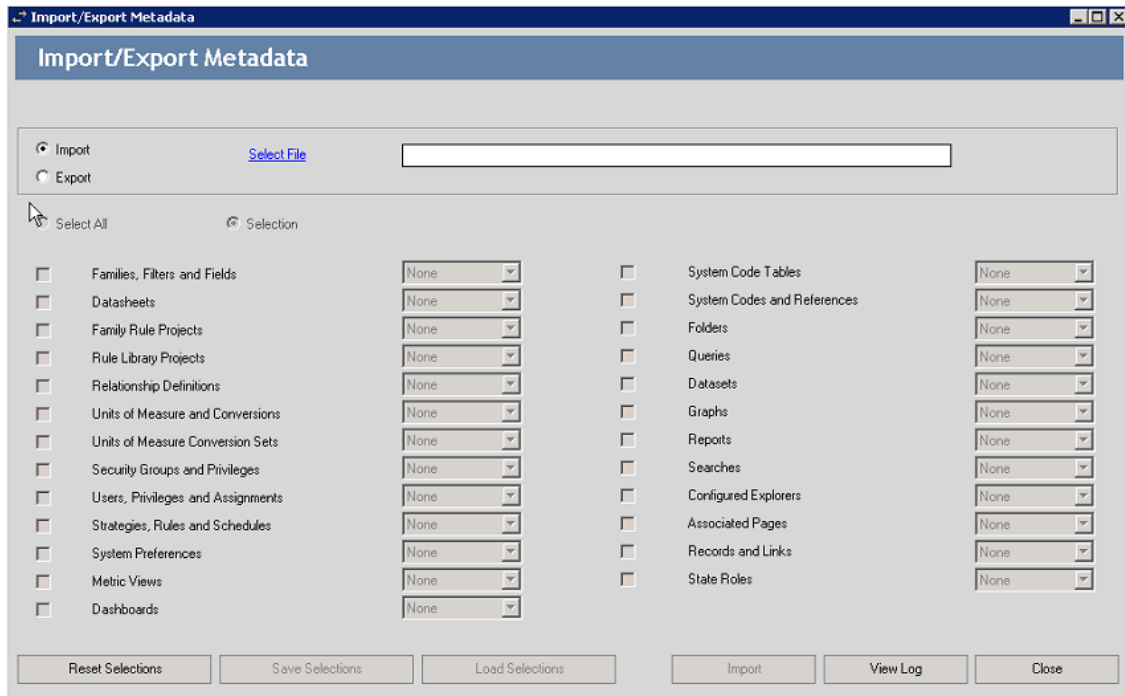 Import/Export Metadata
Import/Export Metadata
Import Select File
Export
Select All Selection
Families, Filters and Fields None System Code Tables None
Datasheets None System Codes and References None
Family Rule Projects None Folders None
Rule Library Projects None Queries None
Relationship Definitions None Datasets None
Units of Measure and Conversions None Graphs None
Units of Measure Conversion Sets None Reports None
Security Groups and Privileges None Searches None
Users, Privileges and Assignments None Configured Explorers None
Strategies, Rules and Schedules None Associated Pages None
System Preferences None Records and Links None
Metric Views None State Roles None
Dashboards None
Reset Selections Save Selections Load Selections Import View Log Close